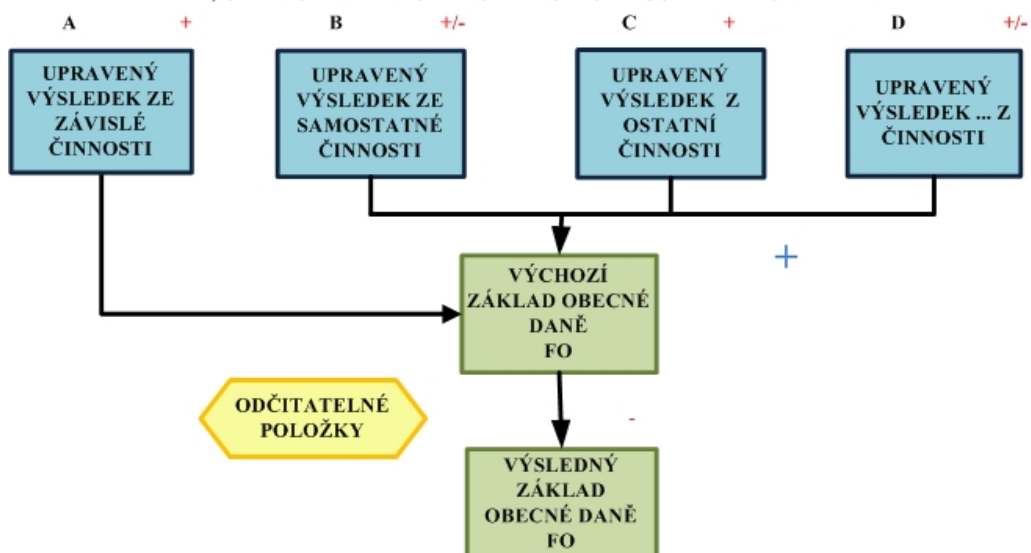 A + B +/- C + D +/-
UPRAVENÝ
VÝSLEDEK ZE
ZÁVISLÉ
ČINNOSTI
UPRAVENÝ
VÝSLEDEK ZE
SAMOSTATNÉ
ČINNOSTI
UPRAVENÝ
VÝSLEDEK Z
OSTATNÍ
ČINNOSTI
UPRAVENÝ
VÝSLEDEK ... Z
ČINNOSTI
+
VÝCHOZÍ
ZÁKLAD OBECNÉ
DANĚ
FO
ODČITATELNÉ
POLOŽKY
-
VÝSLEDNÝ
ZÁKLAD
OBECNÉ DANĚ
FO